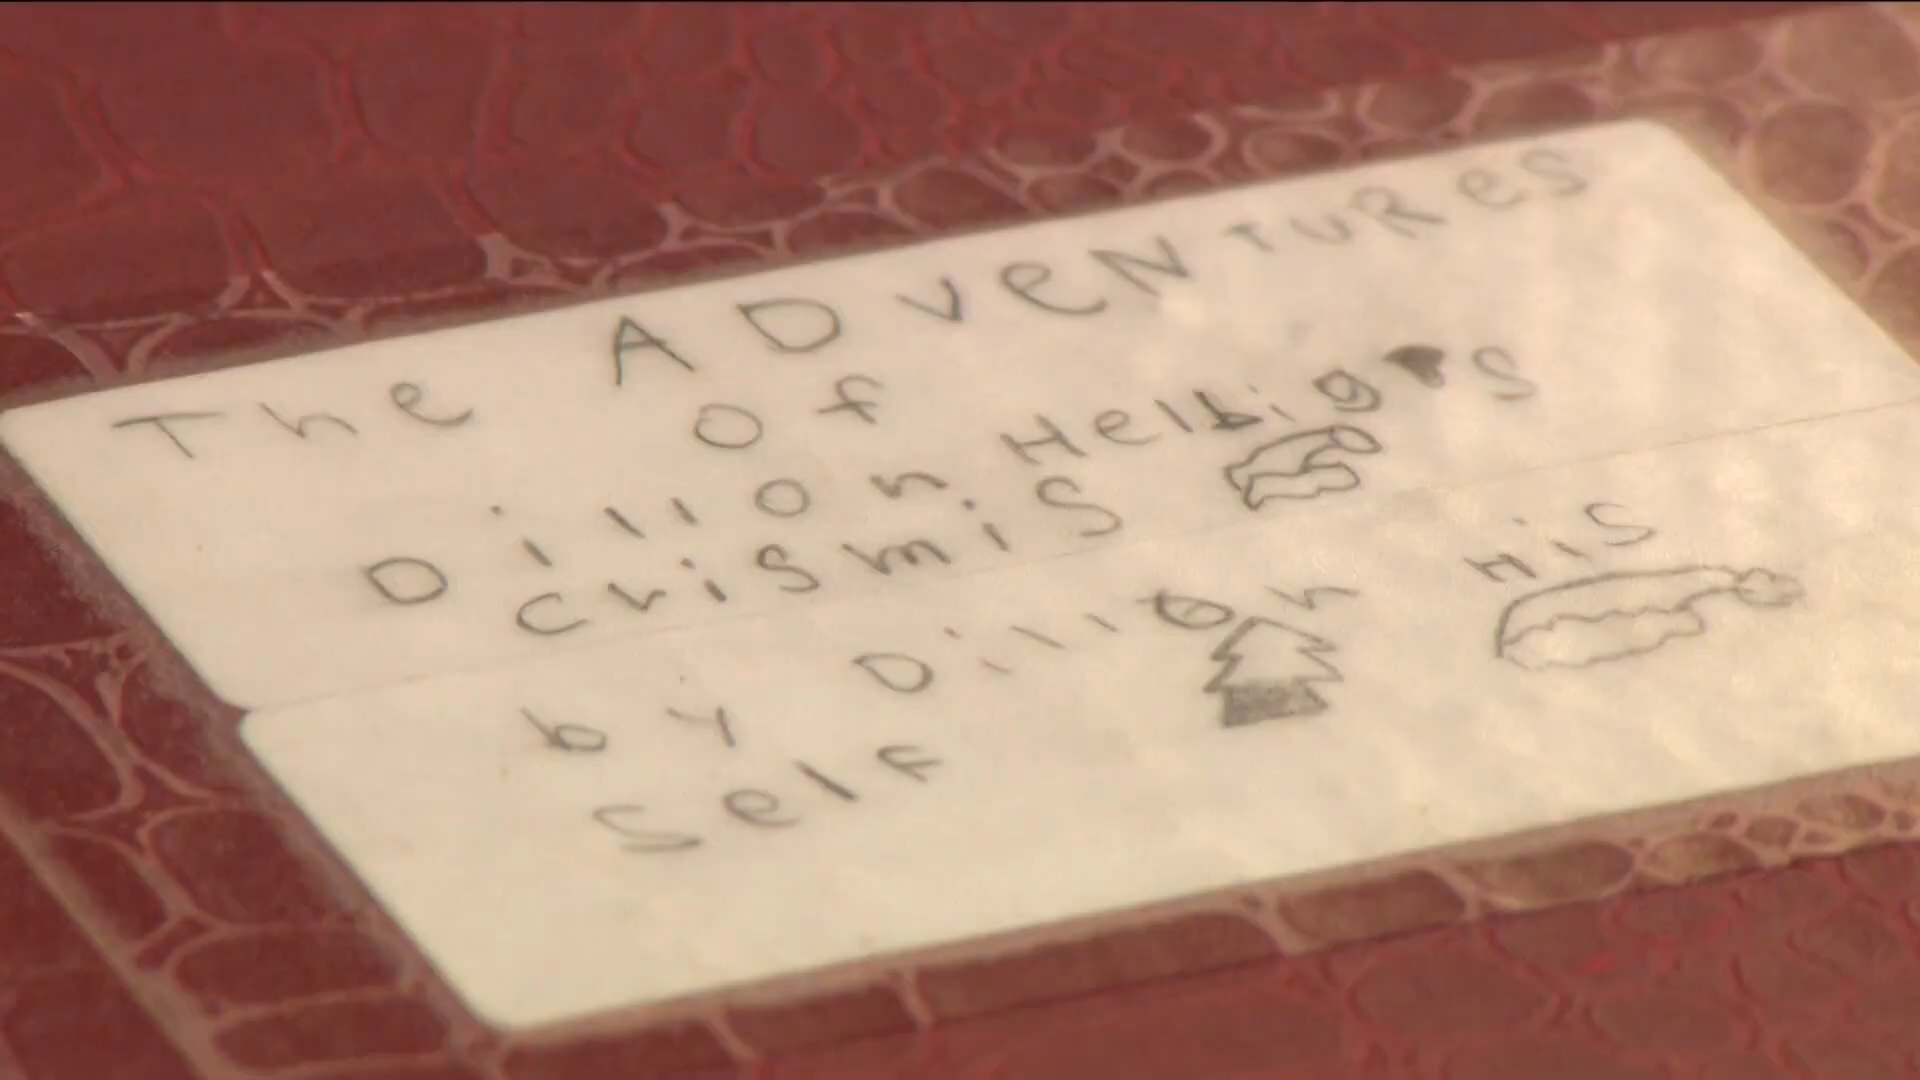 The ADVeNTUReS
Of
Dillon Helbig's
crismis
by Dillon His
Self